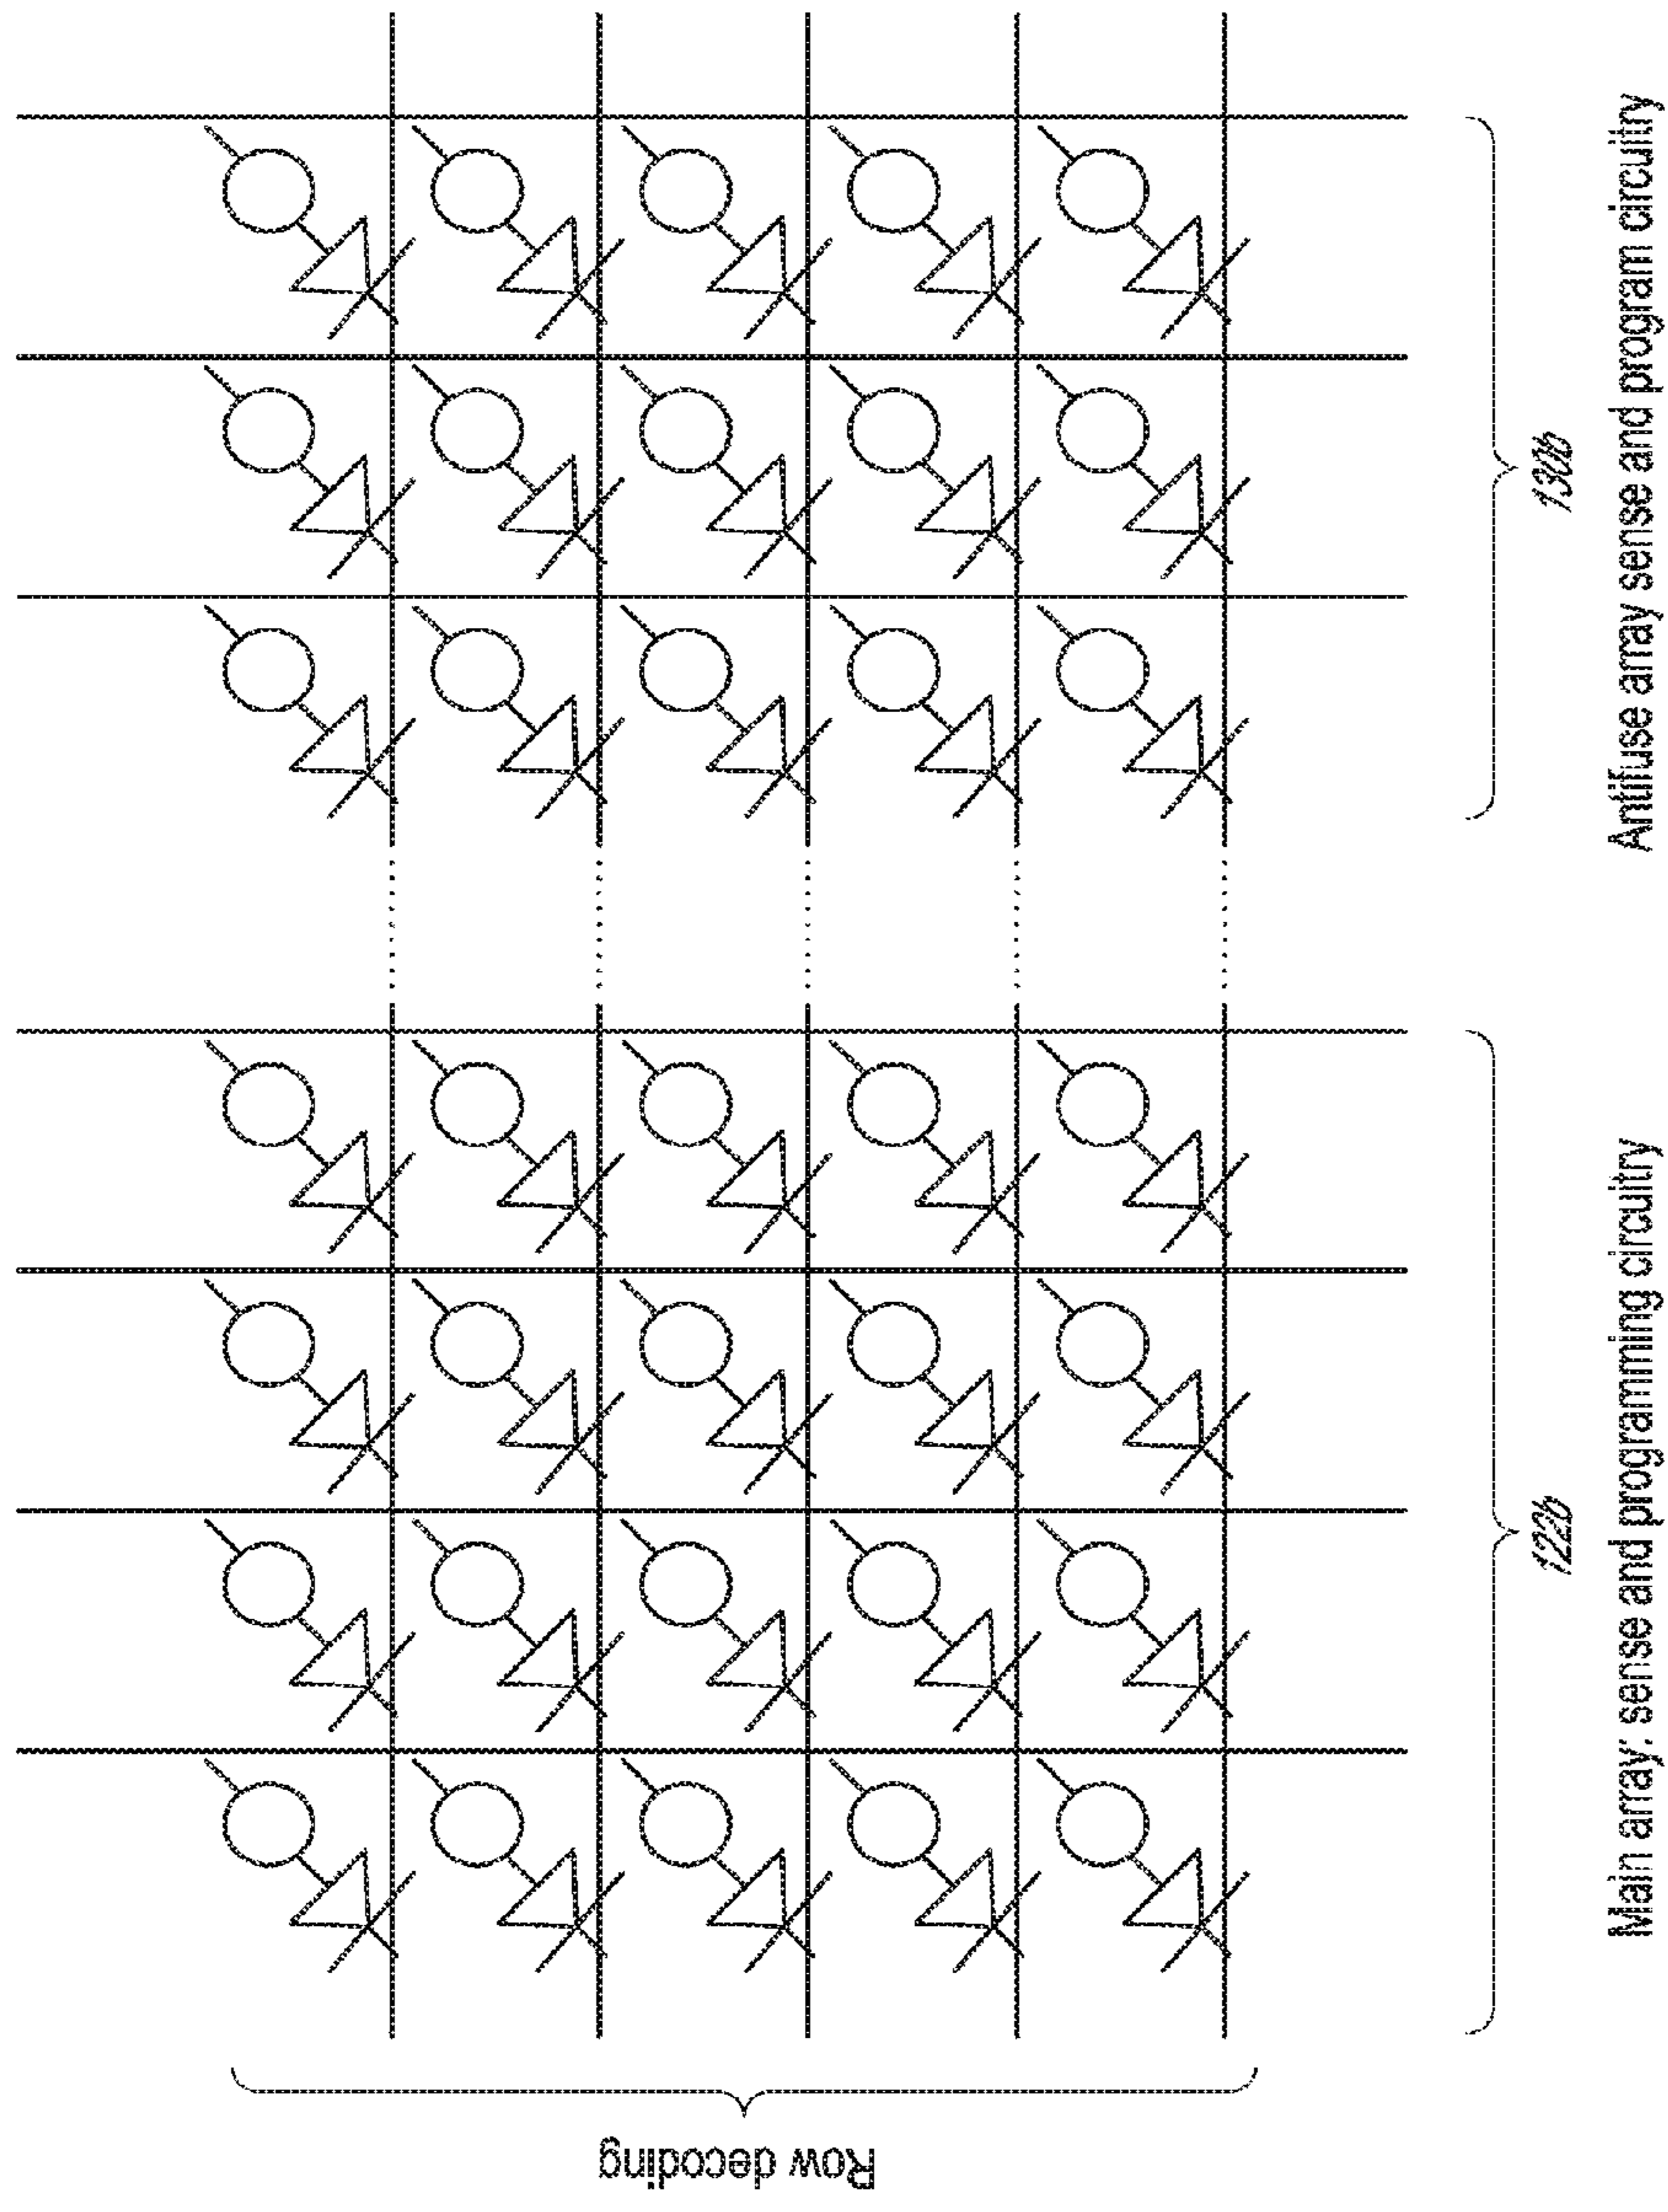 Row decoding
122b
Main array: sense and programming circuitry
130b
Antifuse array sense and program circuitry